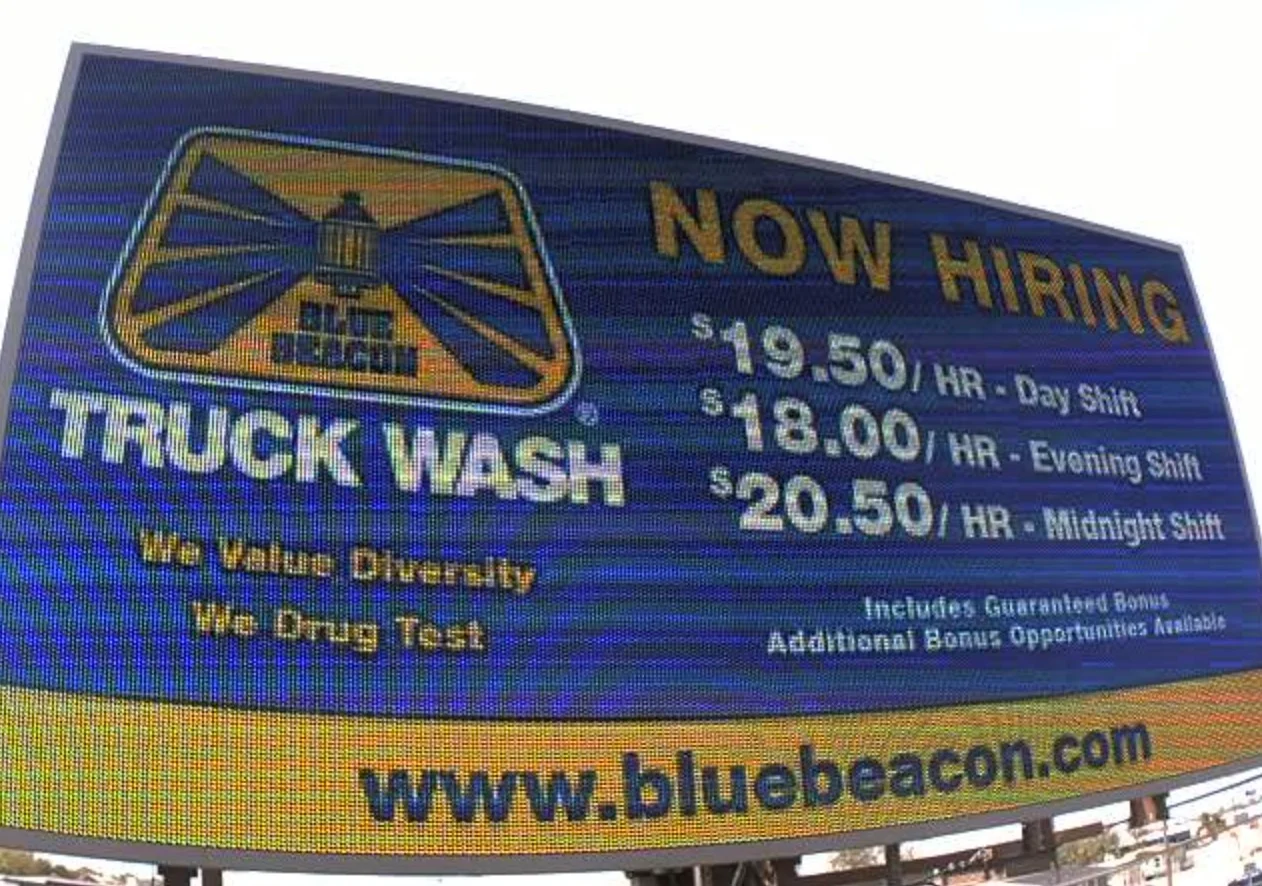 BLUE
BEACON
®
TRUCK WASH
We Value Diversity
We Drug Test
NOW HIRING
$19.50/ HR - Day Shift
$18.00/ HR - Evening Shift
$20.50/ HR - Midnight Shift
Includes Guaranteed Bonus
Additional Bonus Opportunities Available
www.bluebeacon.com